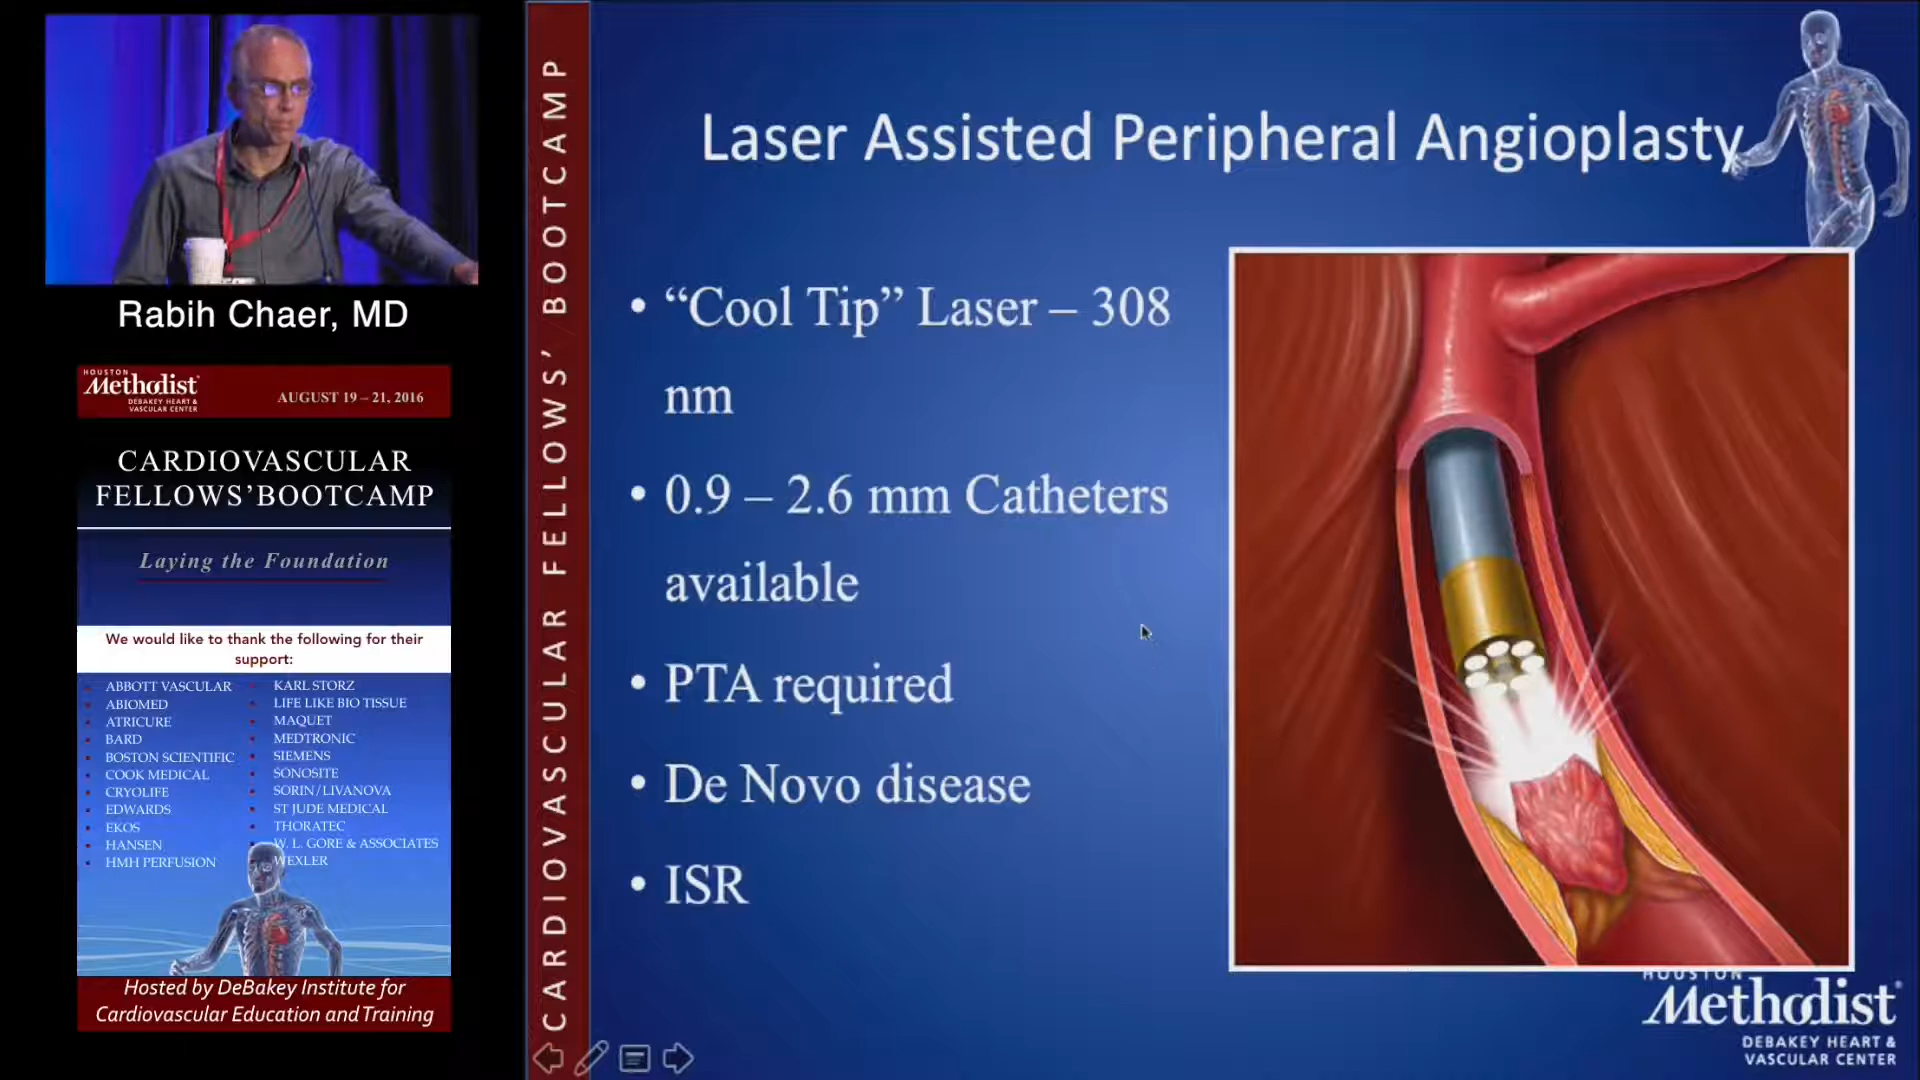 Rabih Chaer, MD
HOUSTON
Methodist
DEBAKEY HEART &
VASCULAR CENTER
AUGUST 19 – 21, 2016
CARDIOVASCULAR
FELLOWS'BOOTCAMP
Laying the Foundation
We would like to thank the following for their
support:
ABBOTT VASCULAR
ABIOMED
ATRICURE
BARD
BOSTON SCIENTIFIC
COOK MEDICAL
CRYOLIFE
EDWARDS
EKOS
HANSEN
HMH PERFUSION
KARL STORZ
LIFE LIKE BIO TISSUE
MAQUET
MEDTRONIC
SIEMENS
SONOSITE
SORIN/LIVANOVA
ST JUDE MEDICAL
THORATEC
W. L. GORE & ASSOCIATES
WEXLER
Hosted by DeBakey Institute for
Cardiovascular Education and Training
CARDIOVASCULAR FELLOWS' BOOTCAMP
Laser Assisted Peripheral Angioplasty
• “Cool Tip” Laser – 308
nm
• 0.9 – 2.6 mm Catheters
available
• PTA required
• De Novo disease
• ISR
HOUSTON
Methodist
DEBAKEY HEART &
VASCULAR CENTER